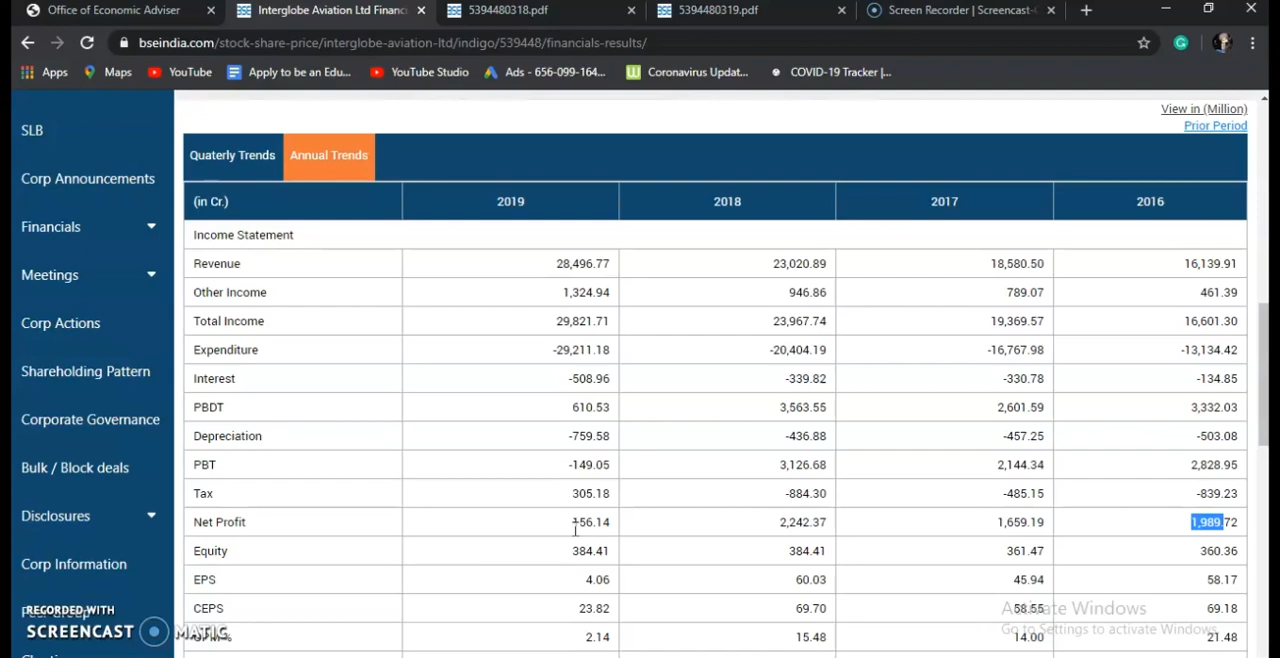 Office of Economic Adviser
Interglobe Aviation Ltd Financ
5394480318.pdf
5394480319.pdf
Screen Recorder | Screencast-
bseindia.com/stock-share-price/interglobe-aviation-ltd/indigo/539448/financials-results/
Apps Maps YouTube Apply to be an Edu... YouTube Studio Ads - 656-099-164... Coronavirus Updat... COVID-19 Tracker |...
View in (Million)
Prior Period
SLB
Corp Announcements
Financials
Meetings
Corp Actions
Shareholding Pattern
Corporate Governance
Bulk / Block deals
Disclosures
Corp Information
Quaterly Trends Annual Trends
(in Cr.) 2019 2018 2017 2016
Income Statement
Revenue 28,496.77 23,020.89 18,580.50 16,139.91
Other Income 1,324.94 946.86 789.07 461.39
Total Income 29,821.71 23,967.74 19,369.57 16,601.30
Expenditure -29,211.18 -20,404.19 -16,767.98 -13,134.42
Interest -508.96 -339.82 -330.78 -134.85
PBDT 610.53 3,563.55 2,601.59 3,332.03
Depreciation -759.58 -436.88 -457.25 -503.08
PBT -149.05 3,126.68 2,144.34 2,828.95
Tax 305.18 -884.30 -485.15 -839.23
Net Profit 156.14 2,242.37 1,659.19 1,989.72
Equity 384.41 384.41 361.47 360.36
EPS 4.06 60.03 45.94 58.17
CEPS 23.82 69.70 58.55 69.18
2.14 15.48 14.00 21.48
Activate Windows
Go to Settings to activate Windows.
RECORDED WITH
SCREENCAST MATIC